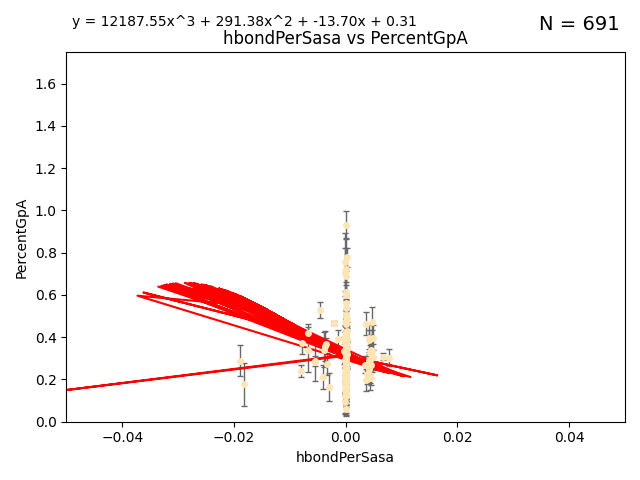 y = 12187.55x^3 + 291.38x^2 + -13.70x + 0.31
N = 691
hbondPerSasa vs PercentGpA
1.6
1.4
1.2
1.0
0.8
0.6
0.4
0.2
0.0
PercentGpA
−0.04
−0.02
0.00
0.02
0.04
hbondPerSasa